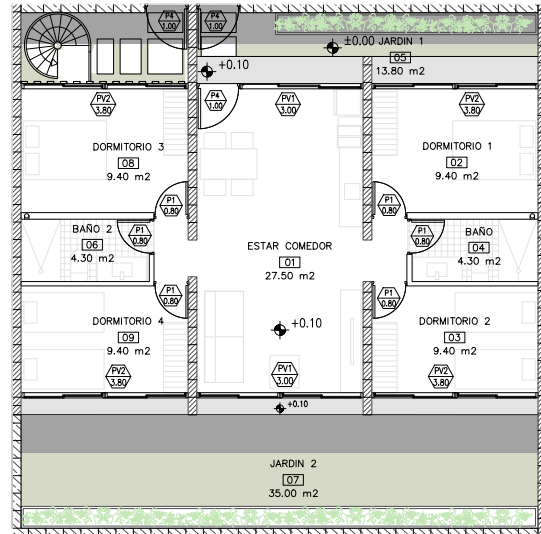 P4
1.00
P4
1.00
±0.00 JARDIN 1
05
13.80 m2
+0.10
PV2
3.80
P4
1.00
PV1
3.00
PV2
3.80
DORMITORIO 3
08
9.40 m2
DORMITORIO 1
02
9.40 m2
P1
0.80
P1
0.80
BAÑO 2
06
4.30 m2
P1
0.80
ESTAR COMEDOR
01
27.50 m2
P1
0.80
BAÑO
04
4.30 m2
P1
0.80
P1
0.80
DORMITORIO 4
09
9.40 m2
+0.10
DORMITORIO 2
03
9.40 m2
PV2
3.80
PV1
3.00
PV2
3.80
+0.10
JARDIN 2
07
35.00 m2